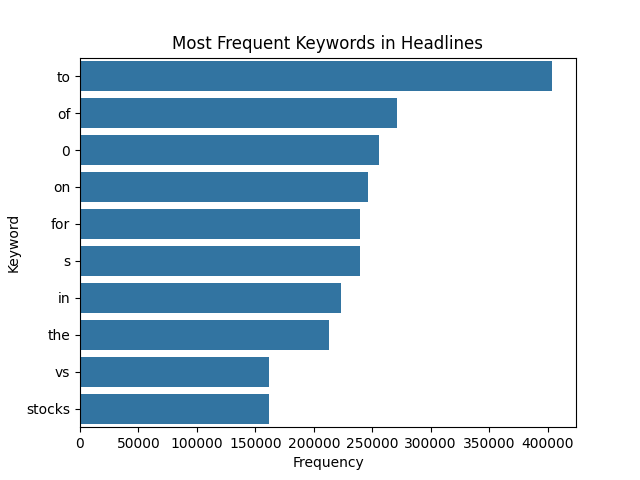 Most Frequent Keywords in Headlines
Keyword
to
of
0
on
for
s
in
the
vs
stocks
0 50000 100000 150000 200000 250000 300000 350000 400000
Frequency